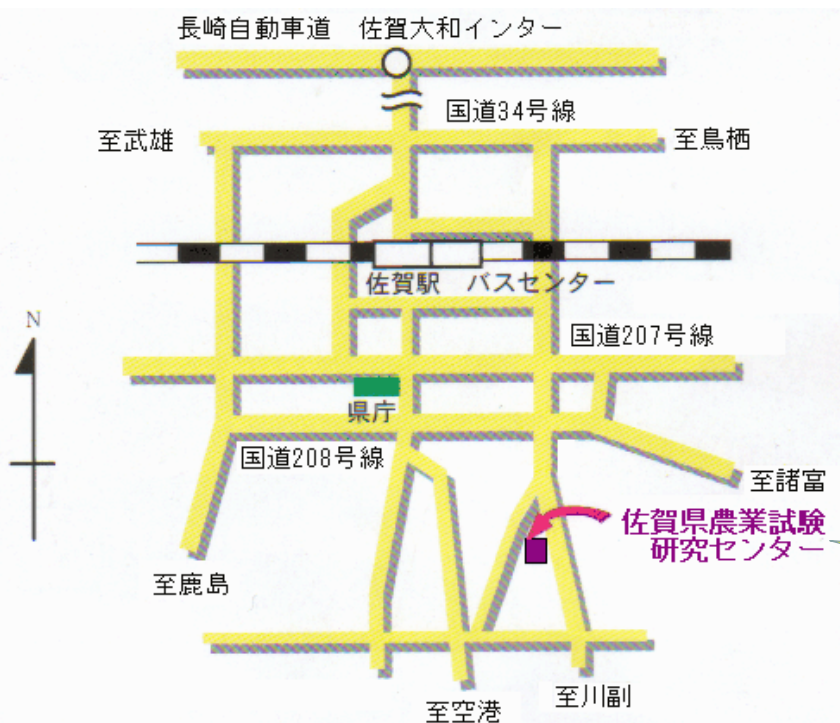 長崎自動車道 佐賀大和インター
国道34号線
至武雄
至鳥栖
佐賀駅 バスセンター
N
国道207号線
県庁
国道208号線
至諸富
佐賀県農業試験
研究センター
至鹿島
至川副
至空港